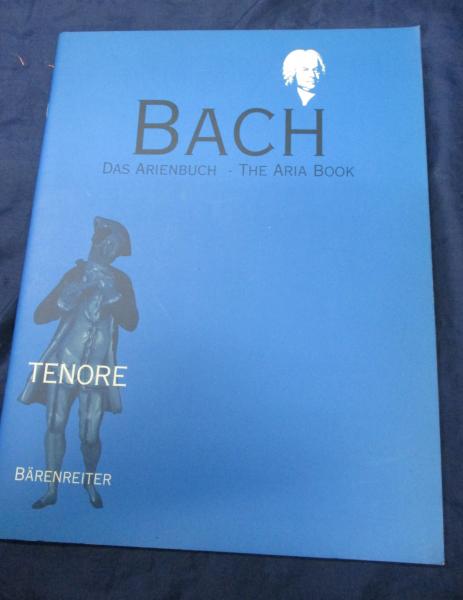 BACH
DAS ARIENBUCH - THE ARIA BOOK
TENORE
BÄRENREITER